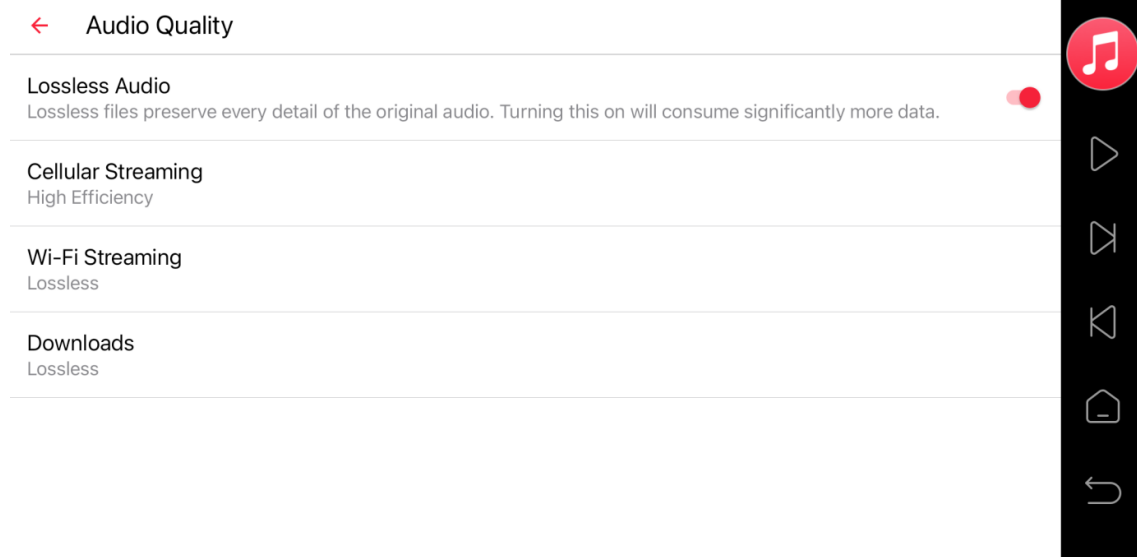 Audio Quality
Lossless Audio
Lossless files preserve every detail of the original audio. Turning this on will consume significantly more data.
Cellular Streaming
High Efficiency
Wi-Fi Streaming
Lossless
Downloads
Lossless